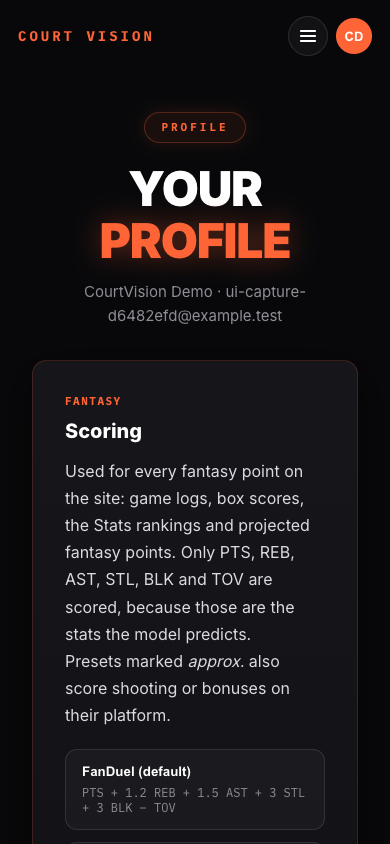 COURT VISION
CD
PROFILE
YOUR
PROFILE
CourtVision Demo · ui-capture-
d6482efd@example.test
FANTASY
Scoring
Used for every fantasy point on
the site: game logs, box scores,
the Stats rankings and projected
fantasy points. Only PTS, REB,
AST, STL, BLK and TOV are
scored, because those are the
stats the model predicts.
Presets marked approx. also
score shooting or bonuses on
their platform.
FanDuel (default)
PTS + 1.2 REB + 1.5 AST + 3 STL
+ 3 BLK − TOV